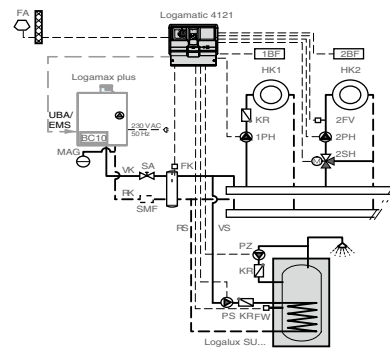 Logamatic 4121
FA
1BF
2BF
HK1
HK2
Logamax plus
KR
2FV
UBA/
EMS
BC10
230 VAC
50 Hz
1PH
2PH
2SH
M
MAG
SA
FK
VK
RK
SMF
RS
VS
PZ
KR
PS
KR
FW
Logalux SU...